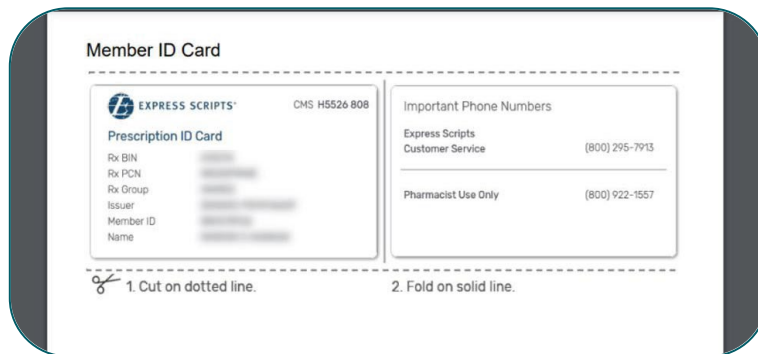 Member ID Card
EXPRESS SCRIPTS®
CMS H5526 808
Prescription ID Card
Rx BIN
Rx PCN
Rx Group
Issuer
Member ID
Name
Important Phone Numbers
Express Scripts
Customer Service (800) 295-7913
Pharmacist Use Only (800) 922-1557
1. Cut on dotted line.
2. Fold on solid line.